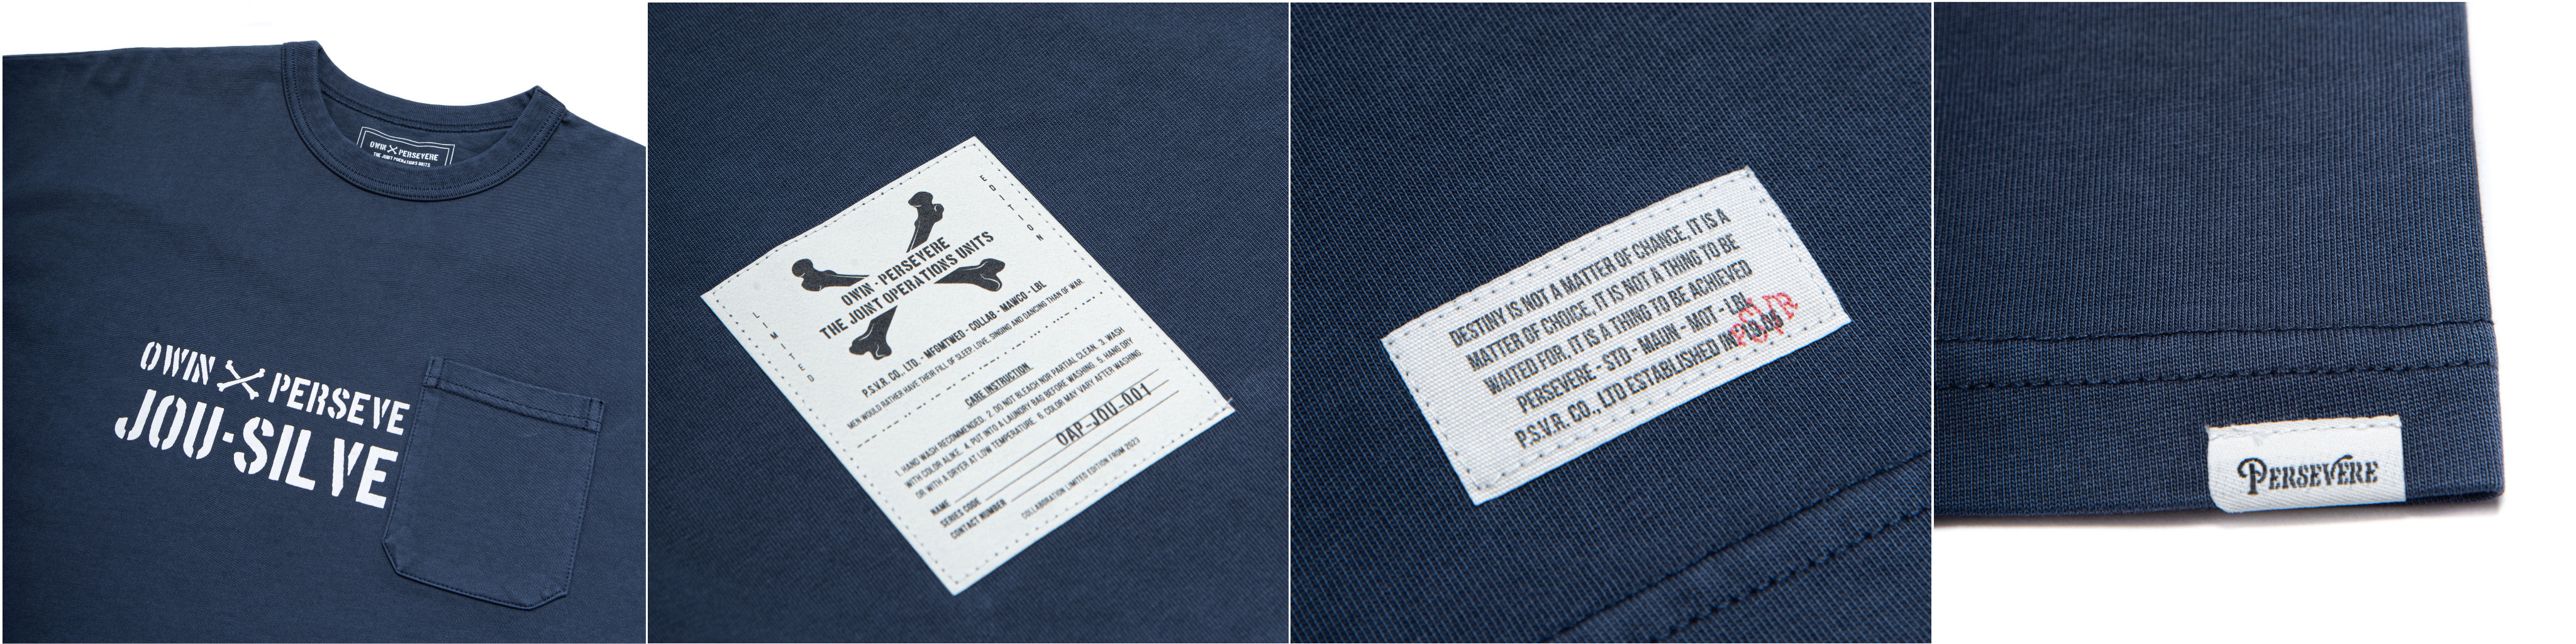 OWIN PERSEVERE
THE JOINT OPERATIONS UNITS
OWIN PERSEVE
JOU-SILVE
LIMITED
EDITION
OWIN - PERSEVERE
THE JOINT OPERATIONS UNITS
P.S.V.R. CO., LTD. - MFGMTWED - COLLAB - MAWCO - LBL
MEN WOULD RATHER HAVE THEIR FILL OF SLEEP, LOVE, SINGING AND DANCING THAN OF WAR.
CARE INSTRUCTION
1. HAND WASH RECOMMENDED. 2. DO NOT BLEACH NOR PARTIAL CLEAN. 3. WASH
WITH COLOR ALIKE. 4. PUT INTO A LAUNDRY BAG BEFORE WASHING. 5. HANG DRY
OR WITH A DRYER AT LOW TEMPERATURE. 6. COLOR MAY VARY AFTER WASHING.
NAME
SERIES CODE OAP-JOU-001
CONTACT NUMBER
COLLABORATION LIMITED EDITION FROM 2023
DESTINY IS NOT A MATTER OF CHANCE, IT IS A
MATTER OF CHOICE, IT IS NOT A THING TO BE
WAITED FOR, IT IS A THING TO BE ACHIEVED
PERSEVERE - STD - MAUN - MOT - LBL
P.S.V.R. CO., LTD ESTABLISHED IN
PERSEVERE